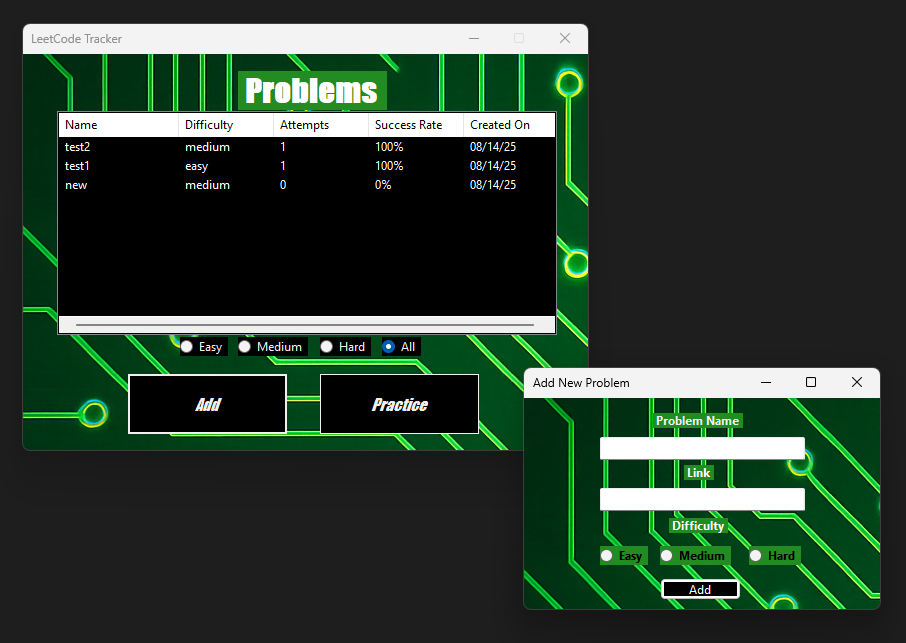 LeetCode Tracker
Problems
Name Difficulty Attempts Success Rate Created On
test2 medium 1 100% 08/14/25
test1 easy 1 100% 08/14/25
new medium 0 0% 08/14/25
Easy Medium Hard All
Add Practice
Add New Problem
Problem Name
Link
Difficulty
Easy Medium Hard
Add